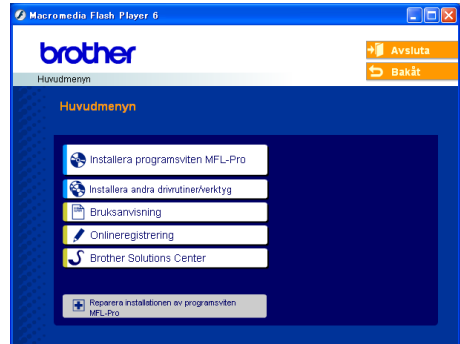 Macromedia Flash Player 6
brother
Avsluta
Bakåt
Huvudmenyn
Huvudmenyn
Installera programsviten MFL-Pro
Installera andra drivrutiner/verktyg
Bruksanvisning
Onlineregistrering
Brother Solutions Center
Reparera installationen av programsviten
MFL-Pro